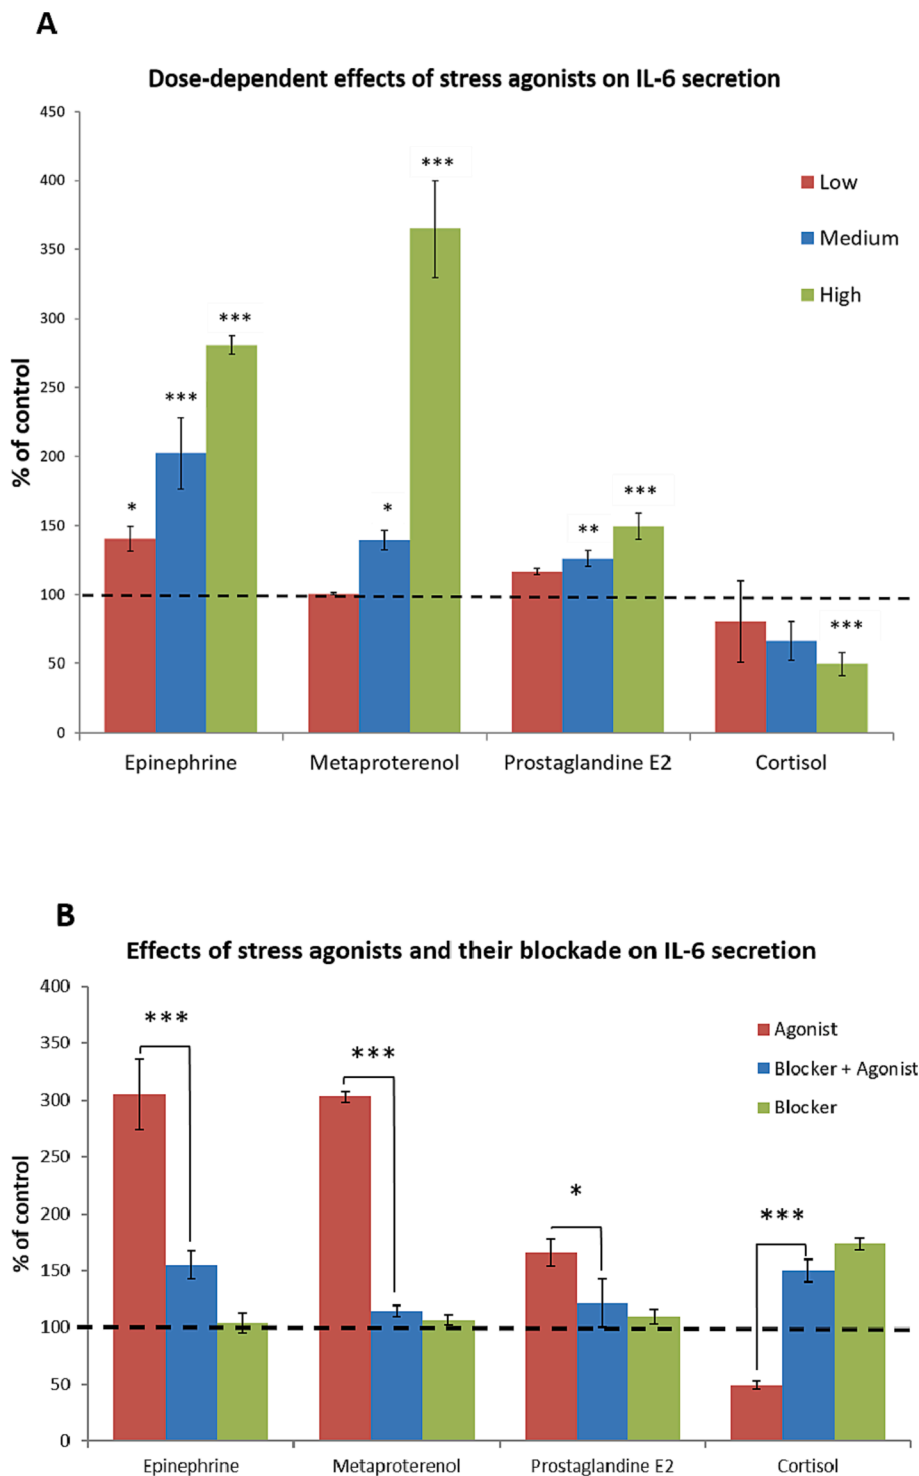 A
Dose-dependent effects of stress agonists on IL-6 secretion
450
400
350
300
250
200
150
100
50
0
% of control
***
***
***
*
*
**
***
***
Low
Medium
High
Epinephrine
Metaproterenol
Prostaglandine E2
Cortisol
B
Effects of stress agonists and their blockade on IL-6 secretion
400
350
300
250
200
150
100
50
0
% of control
***
***
*
***
Agonist
Blocker + Agonist
Blocker
Epinephrine
Metaproterenol
Prostaglandine E2
Cortisol